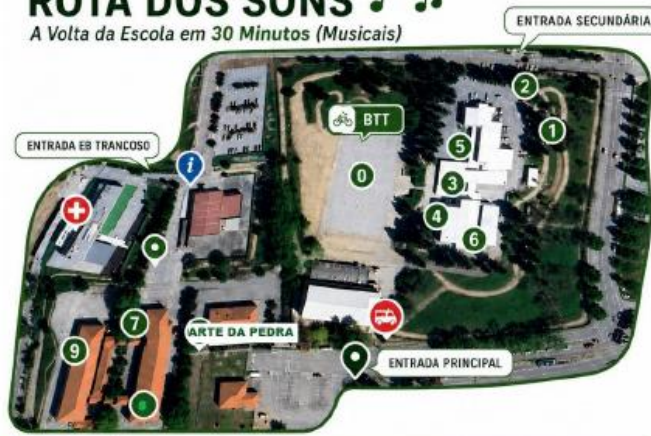 ROTA DOS SONS
A Volta da Escola em 30 Minutos (Musicais)
ENTRADA SECUNDÁRIA
2
BTT
1
ENTRADA EB TRANCOSO
i
5
0
3
4
6
7
ARTE DA PEDRA
9
ENTRADA PRINCIPAL
8